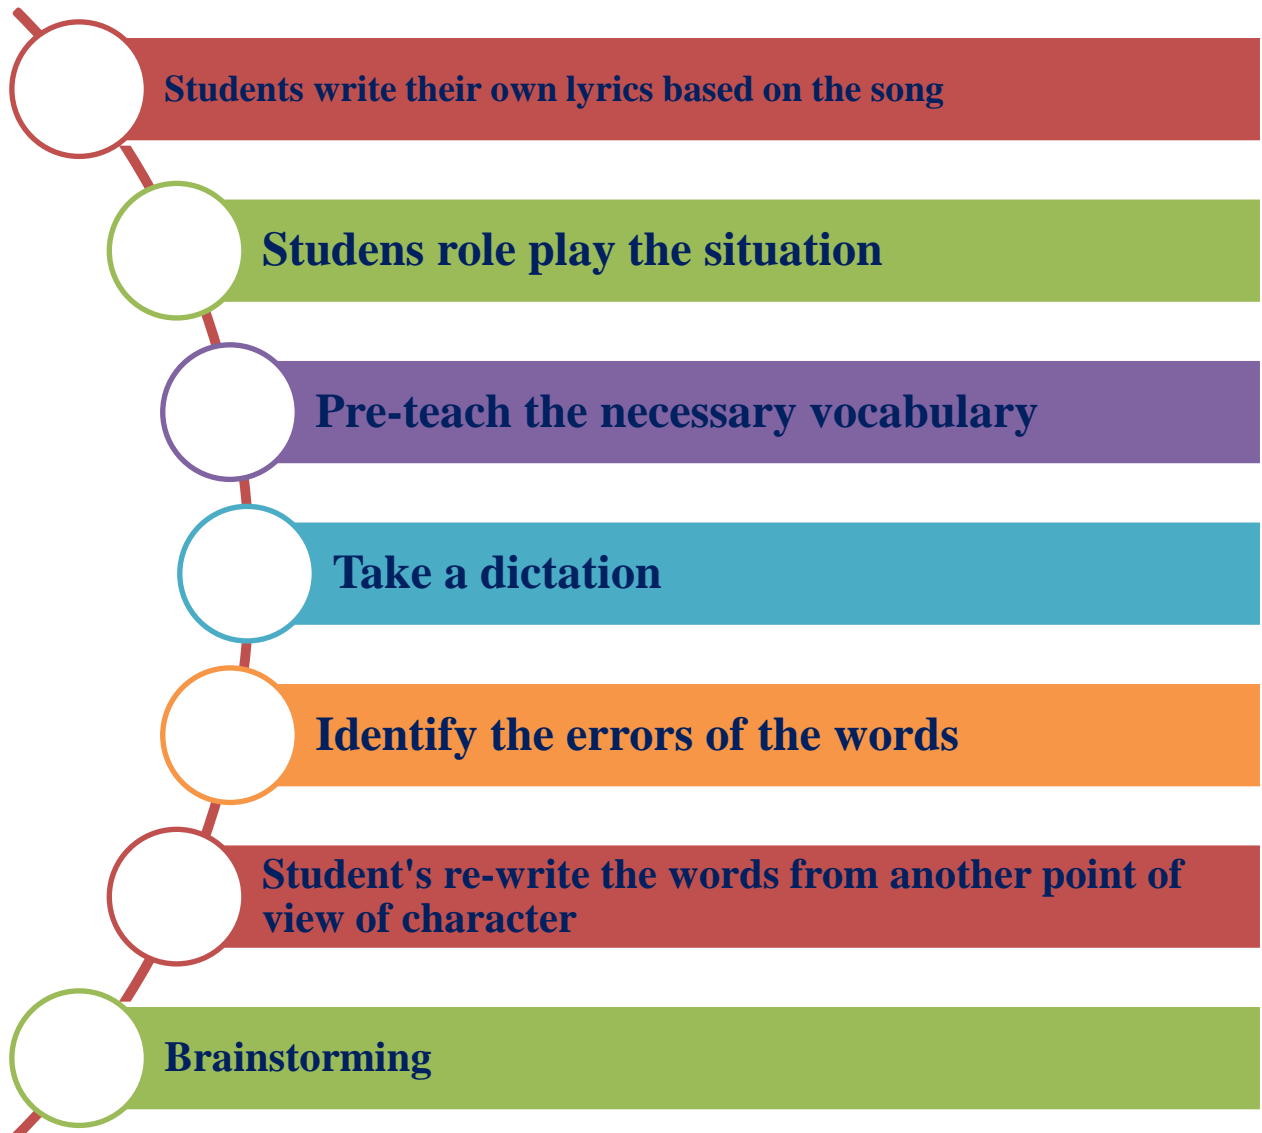 Students write their own lyrics based on the song
Studens role play the situation
Pre-teach the necessary vocabulary
Take a dictation
Identify the errors of the words
Student's re-write the words from another point of
view of character
Brainstorming